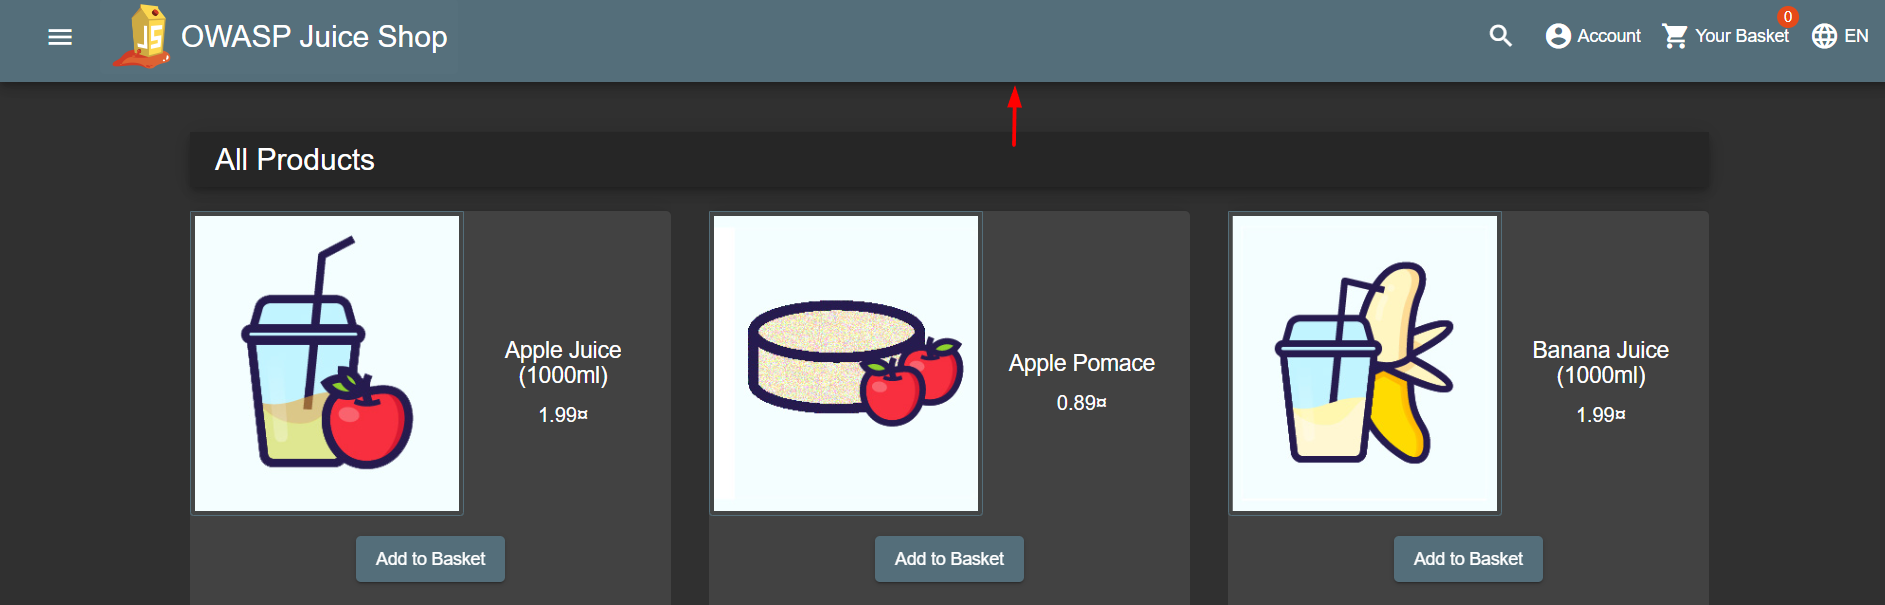 JS OWASP Juice Shop Account Your Basket 0 EN
All Products
Apple Juice
(1000ml)
1.99¤
Add to Basket
Apple Pomace
0.89¤
Add to Basket
Banana Juice
(1000ml)
1.99¤
Add to Basket